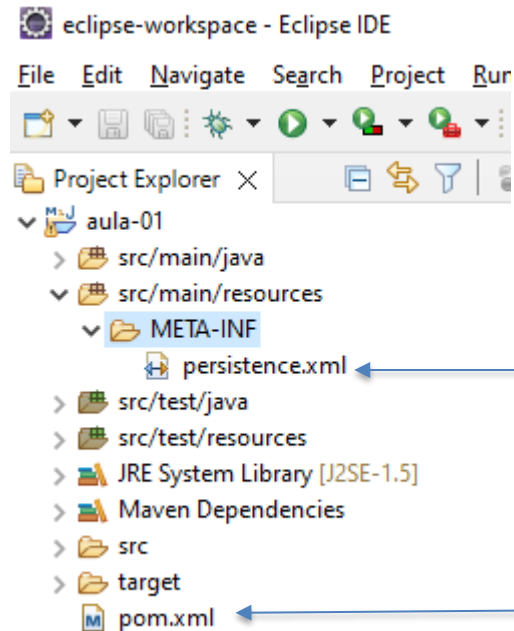 eclipse-workspace - Eclipse IDE
File Edit Navigate Search Project Run
Project Explorer
aula-01
src/main/java
src/main/resources
META-INF
persistence.xml
src/test/java
src/test/resources
JRE System Library [J2SE-1.5]
Maven Dependencies
src
target
pom.xml